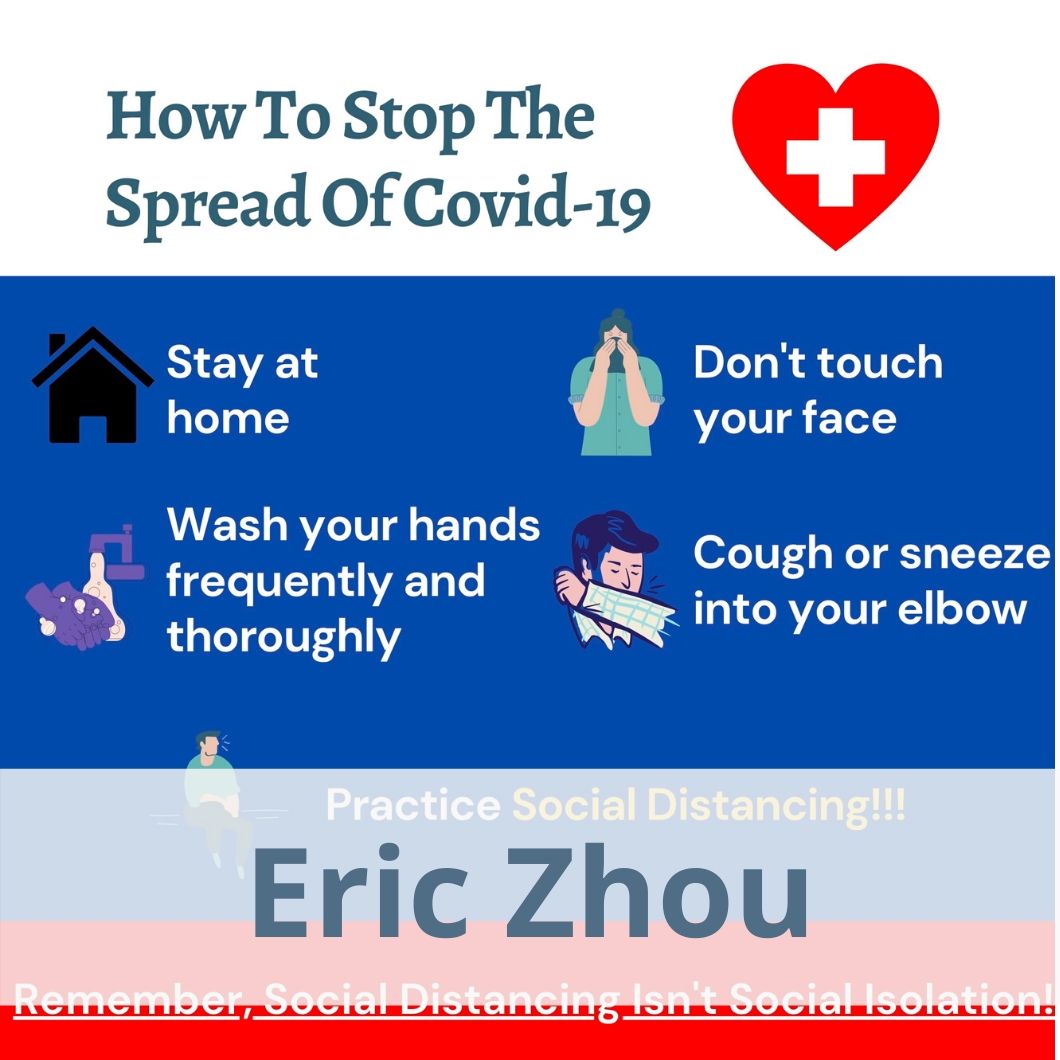 How To Stop The
Spread Of Covid-19
Stay at
home
Don't touch
your face
Wash your hands
frequently and
thoroughly
Cough or sneeze
into your elbow
Practice Social Distancing!!!
Eric Zhou
Remember, Social Distancing Isn't Social Isolation!